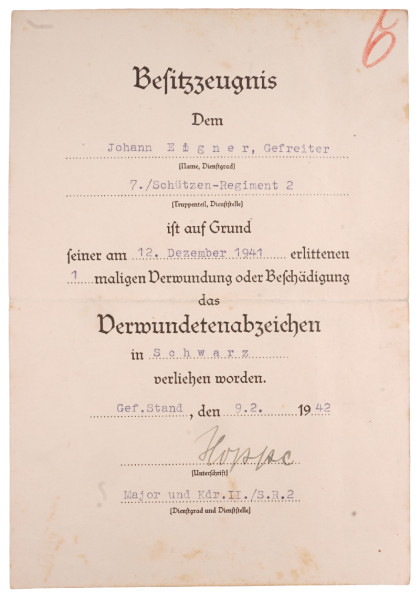 6
Besitzzeugnis
Dem
Johann Eigner, Gefreiter
(Name, Dienstgrad)
7./Schützen-Regiment 2
(Truppenteil, Dienststelle)
ist auf Grund
seiner am 12. Dezember 1941 erlittenen
1 maligen Verwundung oder Beschädigung
das
Verwundetenabzeichen
in Schwarz
verliehen worden.
Gef.Stand, den 9.2. 1942
Hoppe
(Unterschrift)
Major und Kdr.II./S.R.2
(Dienstgrad und Dienststelle)